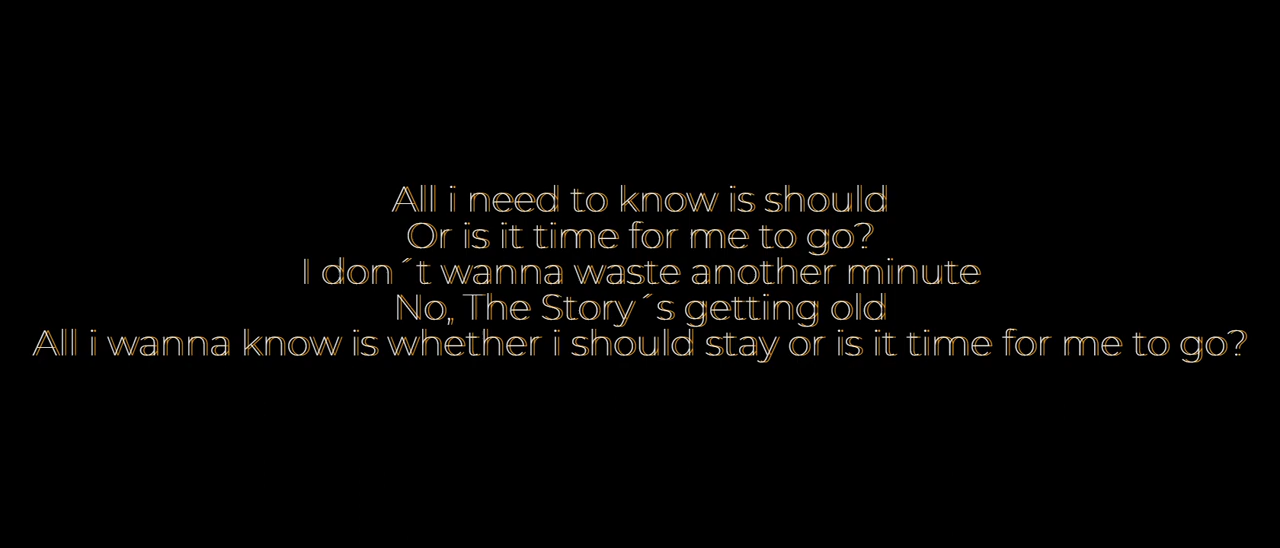 All i need to know is should
Or is it time for me to go?
I don´t wanna waste another minute
No, The Story´s getting old
All i wanna know is whether i should stay or is it time for me to go?